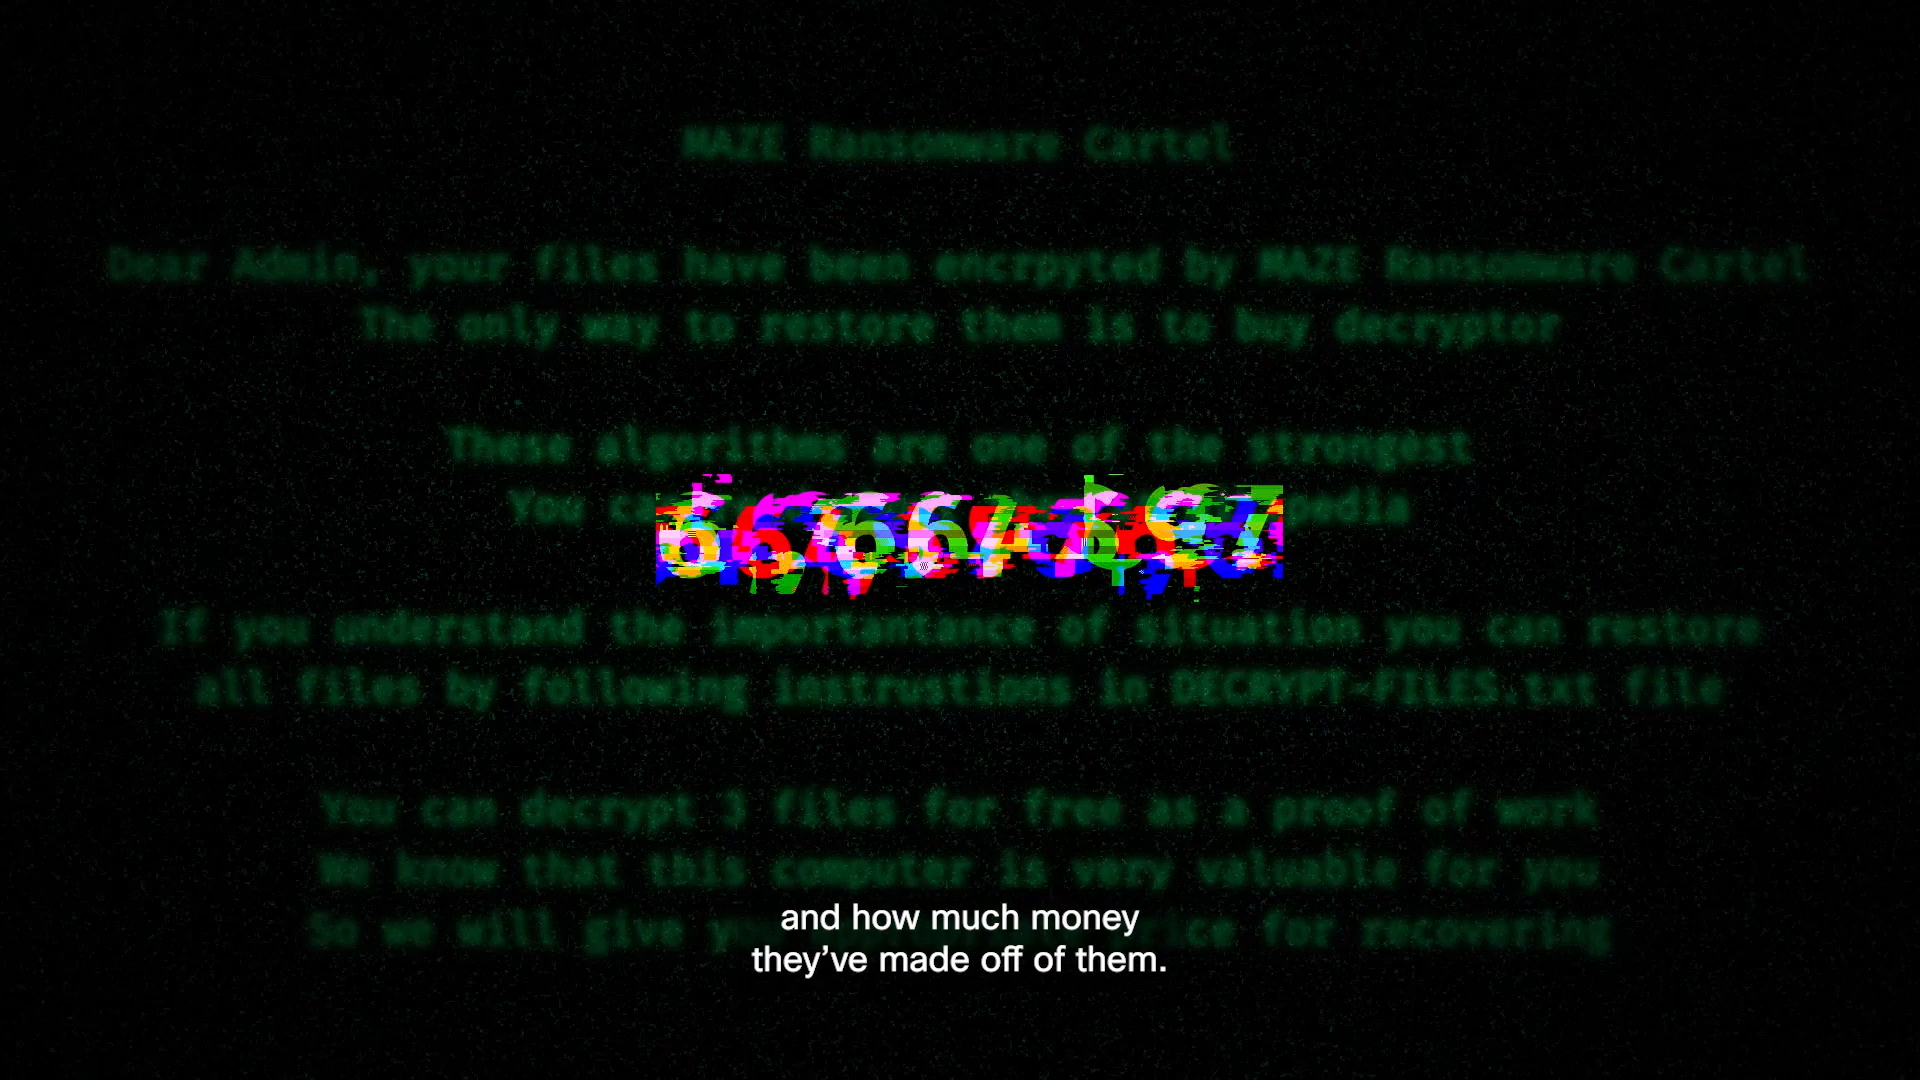 MAZE Ransomware Cartel
Dear Admin, your files have been encrpyted by MAZE Ransomware Cartel
The only way to restore them is to buy decryptor
These algorithms are one of the strongest
You
If you understand the importantance of situation you can restore
all files by following instrustions in DECRYPT-FILES.txt file
You can decrypt 3 files for free as a proof of work
We know that this computer is very valuable for you
So we will give for recovering
and how much money
they've made off of them.